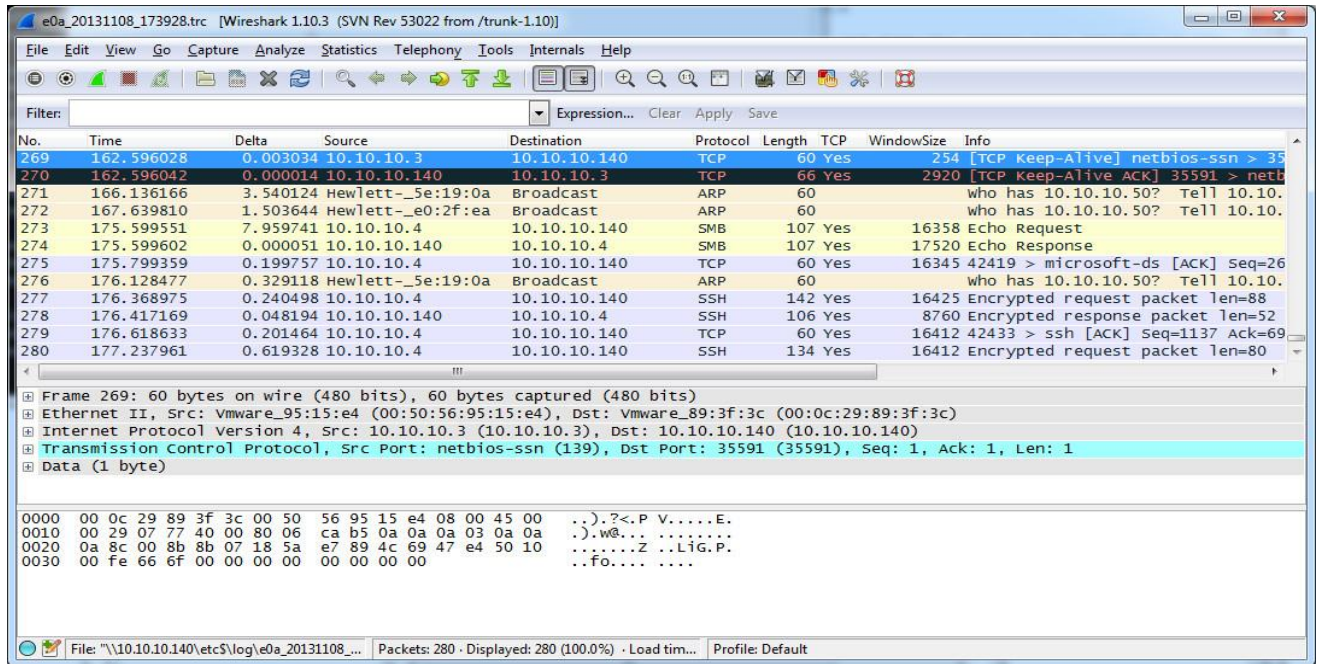 e0a_20131108_173928.trc [Wireshark 1.10.3 (SVN Rev 53022 from /trunk-1.10)]
File Edit View Go Capture Analyze Statistics Telephony Tools Internals Help
Filter: Expression... Clear Apply Save
No. Time Delta Source Destination Protocol Length TCP WindowSize Info
269 162.596028 0.003034 10.10.10.3 10.10.10.140 TCP 60 Yes 254 [TCP Keep-Alive] netbios-ssn > 35
270 162.596042 0.000014 10.10.10.140 10.10.10.3 TCP 66 Yes 2920 [TCP Keep-Alive ACK] 35591 > netb
271 166.136166 3.540124 Hewlett-_5e:19:0a Broadcast ARP 60 Who has 10.10.10.50? Tell 10.10.
272 167.639810 1.503644 Hewlett-_e0:2f:ea Broadcast ARP 60 Who has 10.10.10.50? Tell 10.10.
273 175.599551 7.959741 10.10.10.4 10.10.10.140 SMB 107 Yes 16358 Echo Request
274 175.599602 0.000051 10.10.10.140 10.10.10.4 SMB 107 Yes 17520 Echo Response
275 175.799359 0.199757 10.10.10.4 10.10.10.140 TCP 60 Yes 16345 42419 > microsoft-ds [ACK] Seq=26
276 176.128477 0.329118 Hewlett-_5e:19:0a Broadcast ARP 60 Who has 10.10.10.50? Tell 10.10.
277 176.368975 0.240498 10.10.10.4 10.10.10.140 SSH 142 Yes 16425 Encrypted request packet len=88
278 176.417169 0.048194 10.10.10.140 10.10.10.4 SSH 106 Yes 8760 Encrypted response packet len=52
279 176.618633 0.201464 10.10.10.4 10.10.10.140 TCP 60 Yes 16412 42433 > ssh [ACK] Seq=1137 Ack=69
280 177.237961 0.619328 10.10.10.4 10.10.10.140 SSH 134 Yes 16412 Encrypted request packet len=80
Frame 269: 60 bytes on wire (480 bits), 60 bytes captured (480 bits)
Ethernet II, Src: Vmware_95:15:e4 (00:50:56:95:15:e4), Dst: Vmware_89:3f:3c (00:0c:29:89:3f:3c)
Internet Protocol Version 4, Src: 10.10.10.3 (10.10.10.3), Dst: 10.10.10.140 (10.10.10.140)
Transmission Control Protocol, Src Port: netbios-ssn (139), Dst Port: 35591 (35591), Seq: 1, Ack: 1, Len: 1
Data (1 byte)
0000 00 0c 29 89 3f 3c 00 50 56 95 15 e4 08 00 45 00 ..).?<.P V.....E.
0010 00 29 07 77 40 00 80 06 ca b5 0a 0a 0a 03 0a 0a .).w@... ........
0020 0a 8c 00 8b 8b 07 18 5a e7 89 4c 69 47 e4 50 10 .......Z ..LiG.P.
0030 00 fe 66 6f 00 00 00 00 00 00 00 00 ..fo.... ....
File: "\\10.10.10.140\etc$\log\e0a_20131108_... Packets: 280 · Displayed: 280 (100.0%) · Load tim... Profile: Default